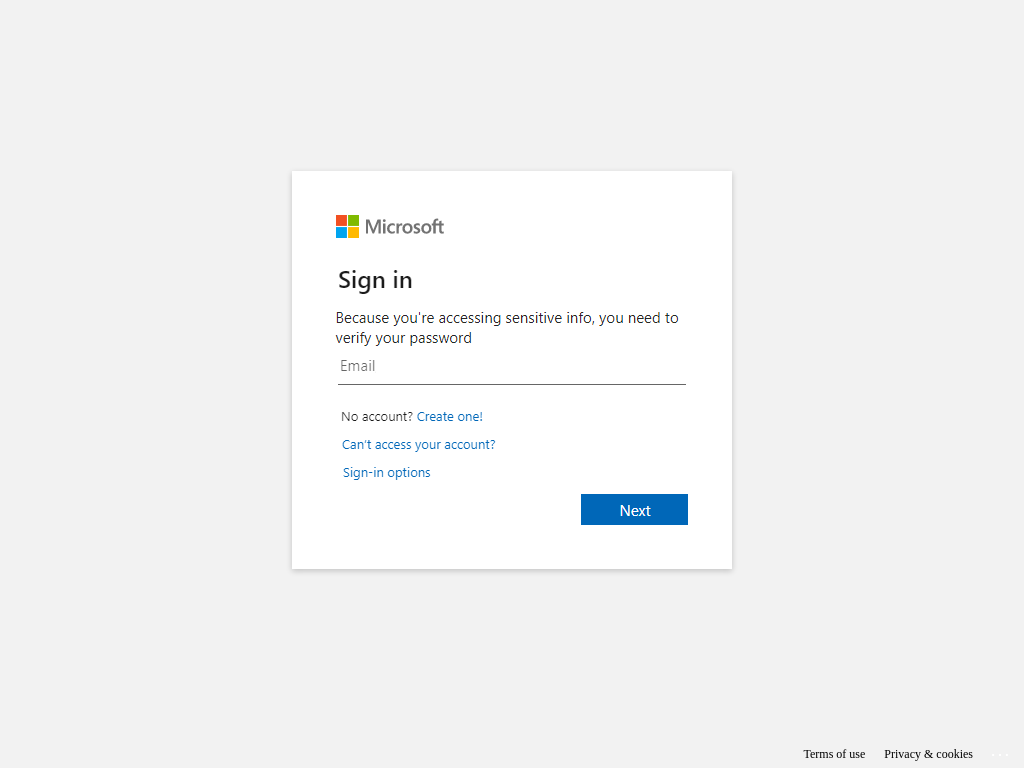 Microsoft
Sign in
Because you're accessing sensitive info, you need to
verify your password
Email
No account? Create one!
Can't access your account?
Sign-in options
Next
Terms of use Privacy & cookies ...